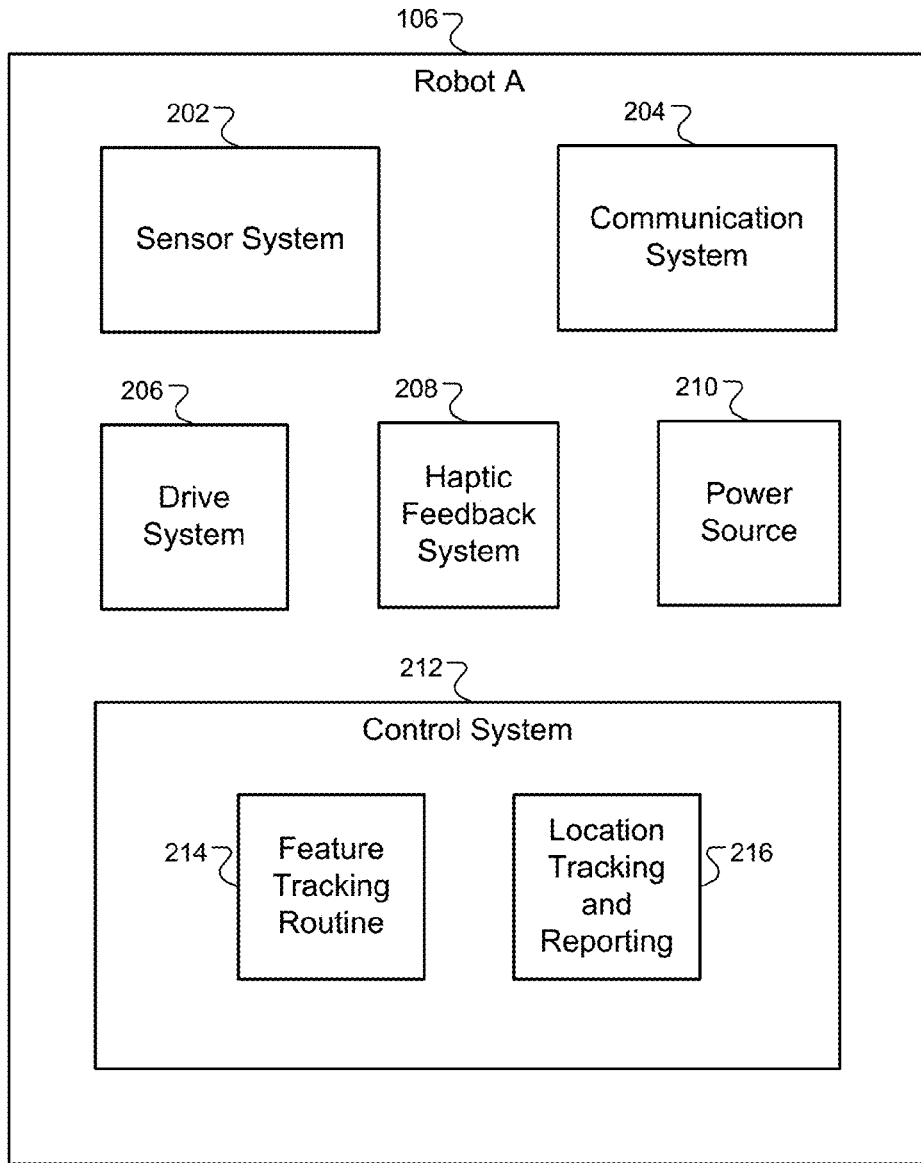 106
Robot A
202
204
Sensor System
Communication
System
206
208
210
Drive
System
Haptic
Feedback
System
Power
Source
212
Control System
214
Feature
Tracking
Routine
Location
Tracking
and
Reporting
216